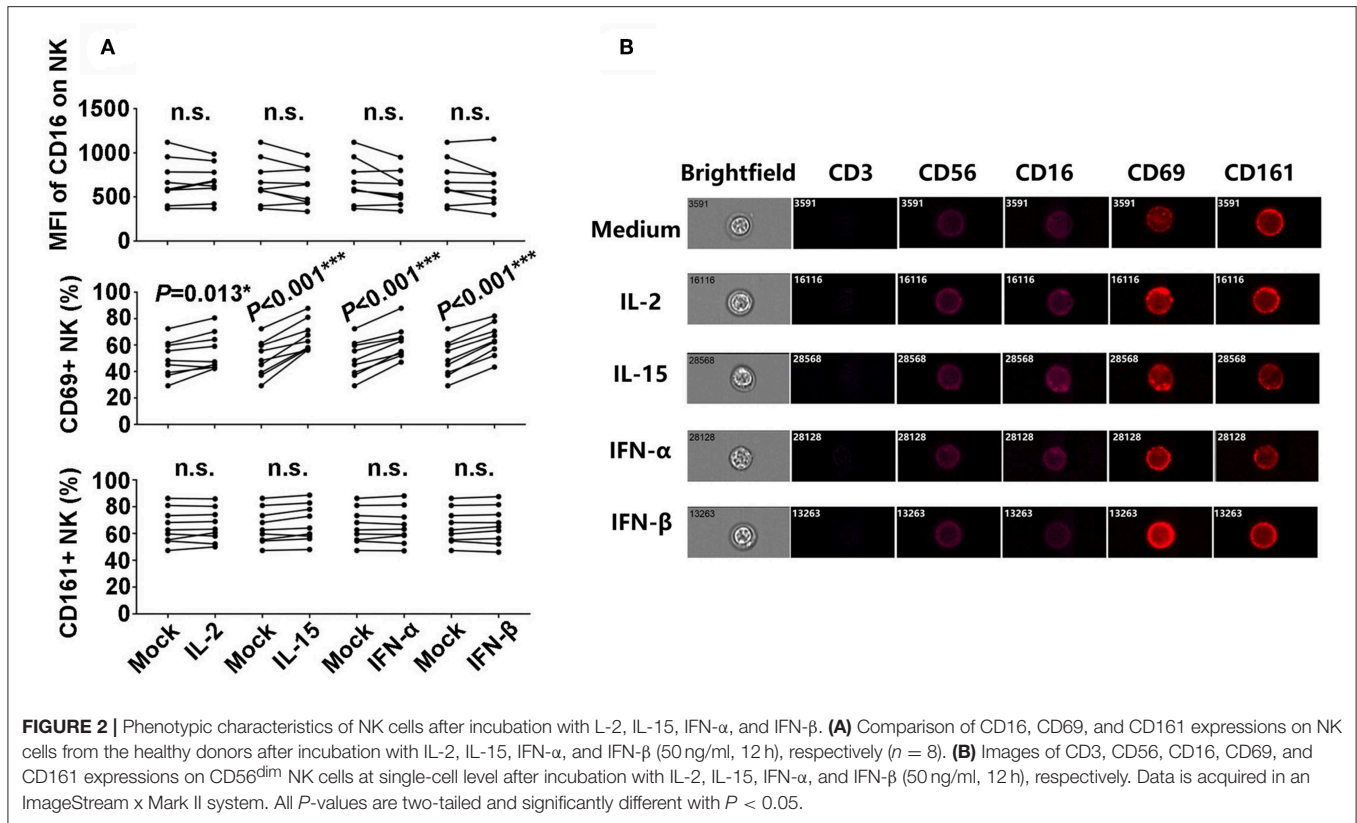 A
B
MFI of CD16 on NK
1500
1000
500
0
n.s. n.s. n.s. n.s.
CD69+ NK (%)
100
80
60
40
20
0
P=0.013* P<0.001*** P<0.001*** P<0.001***
CD161+ NK (%)
100
80
60
40
20
0
n.s. n.s. n.s. n.s.
Mock IL-2 Mock IL-15 Mock IFN-α Mock IFN-β
Brightfield CD3 CD56 CD16 CD69 CD161
Medium
3591 3591 3591 3591 3591 3591
IL-2
16116 16116 16116 16116 16116 16116
IL-15
28568 28568 28568 28568 28568 28568
IFN-α
28128 28128 28128 28128 28128 28128
IFN-β
13263 13263 13263 13263 13263 13263
FIGURE 2 | Phenotypic characteristics of NK cells after incubation with L-2, IL-15, IFN-α, and IFN-β. (A) Comparison of CD16, CD69, and CD161 expressions on NK
cells from the healthy donors after incubation with IL-2, IL-15, IFN-α, and IFN-β (50 ng/ml, 12 h), respectively (n = 8). (B) Images of CD3, CD56, CD16, CD69, and
CD161 expressions on CD56dim NK cells at single-cell level after incubation with IL-2, IL-15, IFN-α, and IFN-β (50 ng/ml, 12 h), respectively. Data is acquired in an
ImageStream x Mark II system. All P-values are two-tailed and significantly different with P < 0.05.